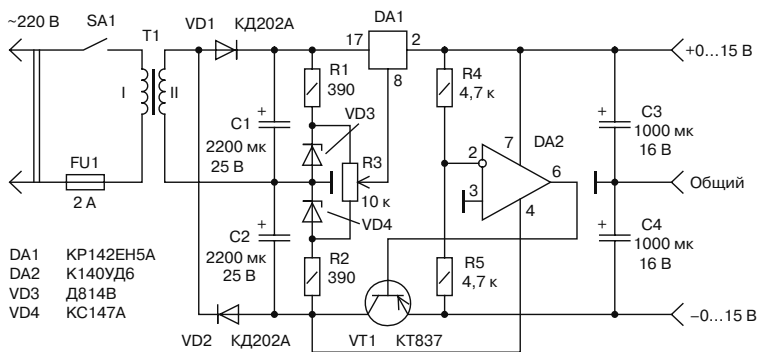 ~220 В
SA1
T1
VD1
КД202А
DA1
17
2
8
+0...15 В
R1
390
R4
4,7 к
I
II
C1
2200 мк
25 В
+
VD3
R3
10 к
7
DA2
2
3
6
4
+
C3
1000 мк
16 В
FU1
2 А
Общий
VD4
+
C2
2200 мк
25 В
+
C4
1000 мк
16 В
R2
390
R5
4,7 к
DA1 КР142ЕН5А
DA2 К140УД6
VD3 Д814В
VD4 КС147А
VD2
КД202А
VT1
КТ837
−0...15 В